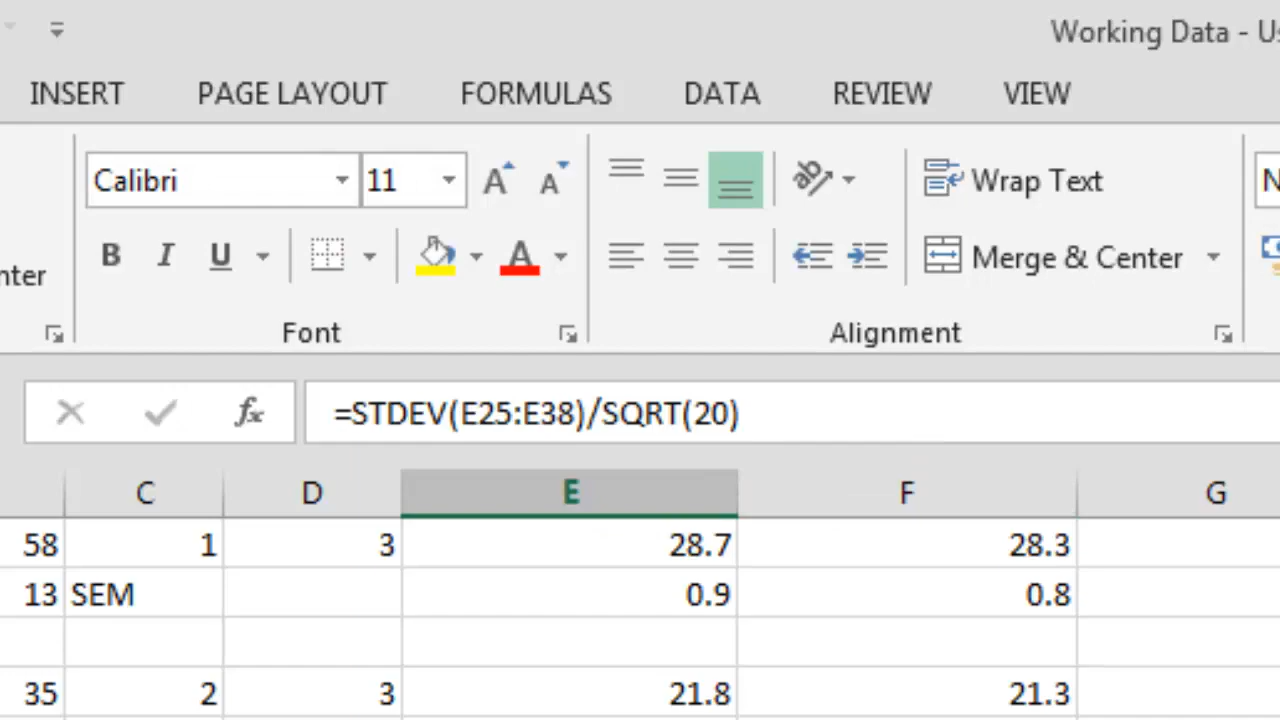 Working Data - Us
INSERT PAGE LAYOUT FORMULAS DATA REVIEW VIEW
Calibri 11 A A ab Wrap Text N
nter B I U A Merge & Center
Font Alignment
fx =STDEV(E25:E38)/SQRT(20)
C D E F G
58 1 3 28.7 28.3
13 SEM 0.9 0.8
35 2 3 21.8 21.3